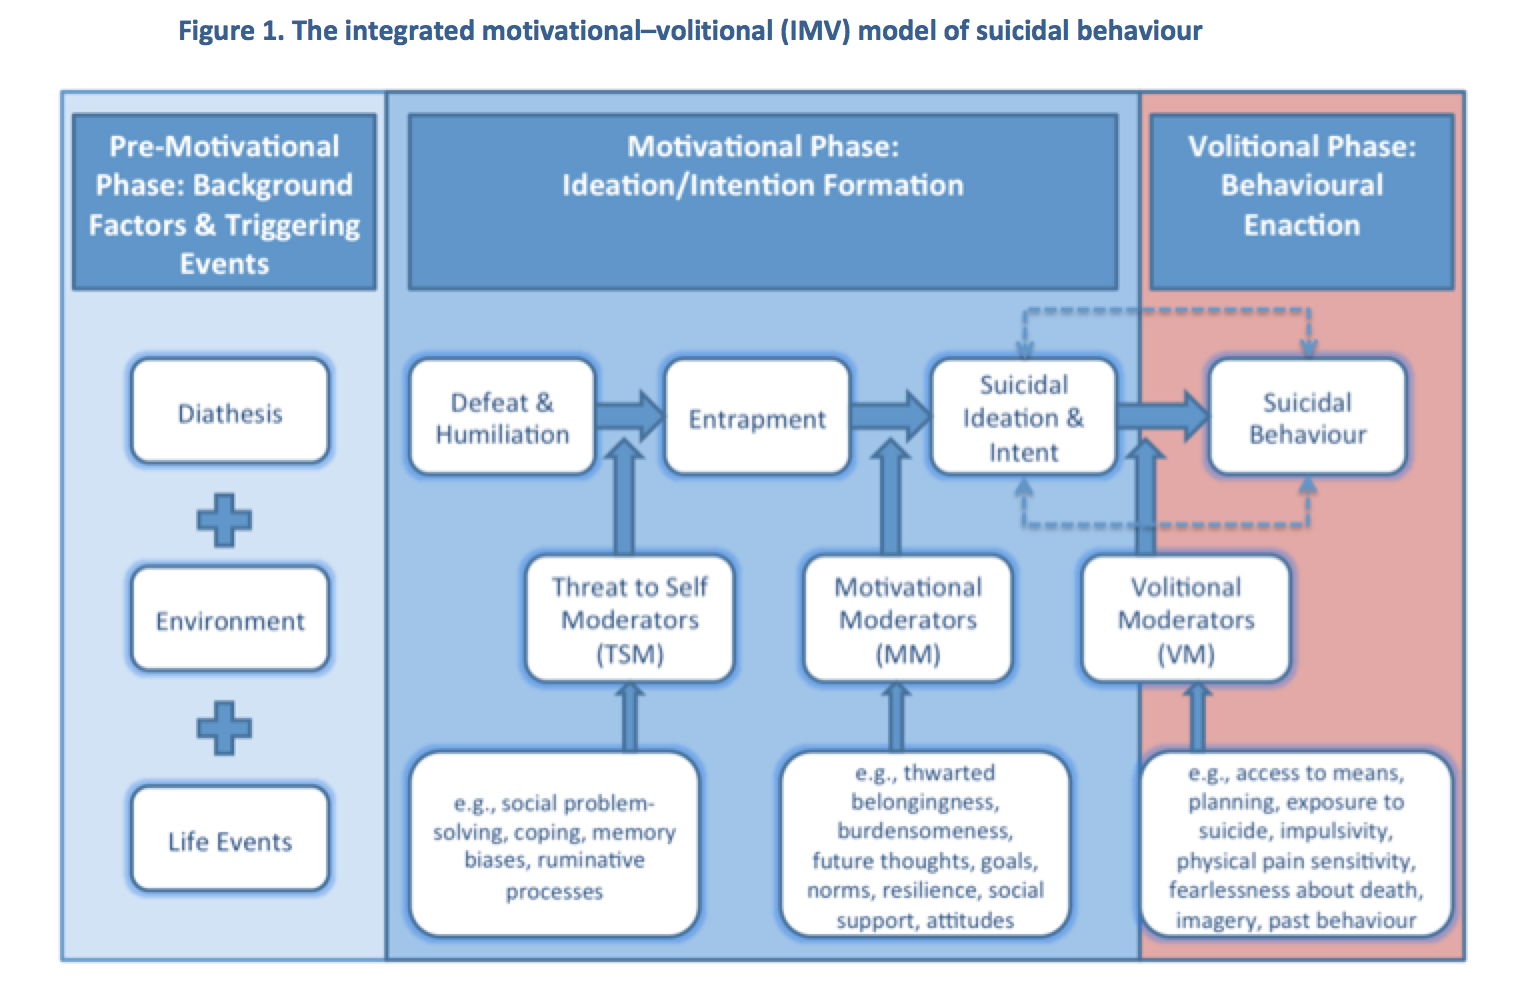 Figure 1. The integrated motivational–volitional (IMV) model of suicidal behaviour
Pre-Motivational
Phase: Background
Factors & Triggering
Events
Motivational Phase:
Ideation/Intention Formation
Volitional Phase:
Behavioural
Enaction
Diathesis
Environment
Life Events
Defeat &
Humiliation
Entrapment
Suicidal
Ideation &
Intent
Suicidal
Behaviour
Threat to Self
Moderators
(TSM)
Motivational
Moderators
(MM)
Volitional
Moderators
(VM)
e.g., social problem-
solving, coping, memory
biases, ruminative
processes
e.g., thwarted
belongingness,
burdensomeness,
future thoughts, goals,
norms, resilience, social
support, attitudes
e.g., access to means,
planning, exposure to
suicide, impulsivity,
physical pain sensitivity,
fearlessness about death,
imagery, past behaviour